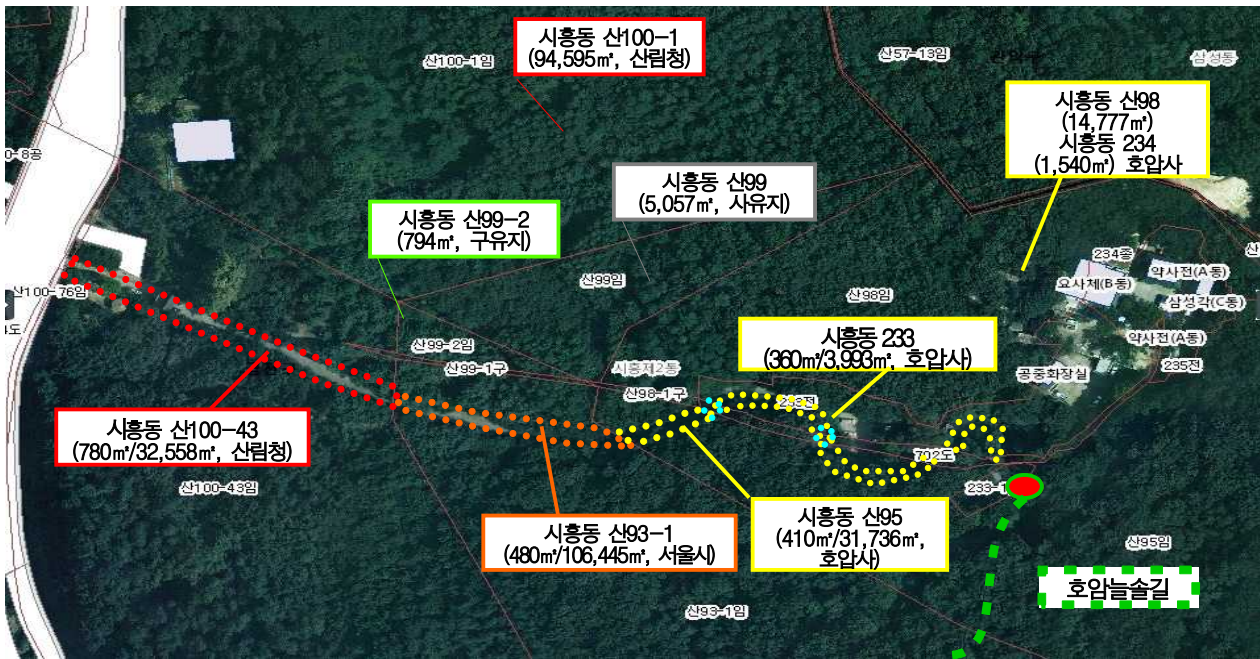 시흥동 산100-1
(94,595㎡, 산림청)
산100-1임
산57-13임
삼성동
시흥동 산98
(14,777㎡)
시흥동 234
(1,540㎡) 호압사
0-8공
시흥동 산99
(5,057㎡, 사유지)
시흥동 산99-2
(794㎡, 구유지)
234종
약사전(A동)
요사체(B동)
삼성각(C동)
산99임
산98임
산100-76임
4도
시흥동 233
(360㎡/3,993㎡, 호압사)
약사전(A동)
산99-2임
산99-1구
시흥제2동
235전
공중화장실
산98-1구
233전
시흥동 산100-43
(780㎡/32,558㎡, 산림청)
702도
산100-43임
233-1
시흥동 산93-1
(480㎡/106,445㎡, 서울시)
시흥동 산95
(410㎡/31,736㎡,
호압사)
산95임
호암늘솔길
산93-1임